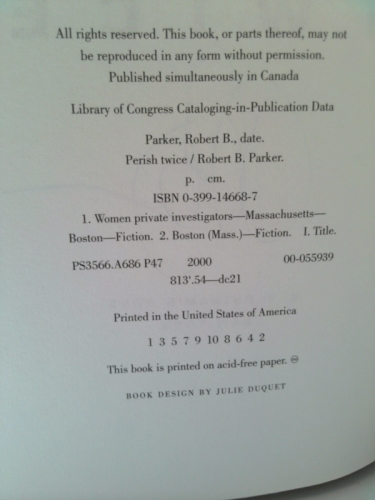 All rights reserved. This book, or parts thereof, may not
be reproduced in any form without permission.
Published simultaneously in Canada
Library of Congress Cataloging-in-Publication Data
Parker, Robert B., date.
Perish twice / Robert B. Parker.
p. cm.
ISBN 0-399-14668-7
1. Women private investigators—Massachusetts—
Boston—Fiction. 2. Boston (Mass.)—Fiction. I. Title.
PS3566.A686 P47 2000 00-055939
813'.54—dc21
Printed in the United States of America
1 3 5 7 9 10 8 6 4 2
This book is printed on acid-free paper. ♾
BOOK DESIGN BY JULIE DUQUET